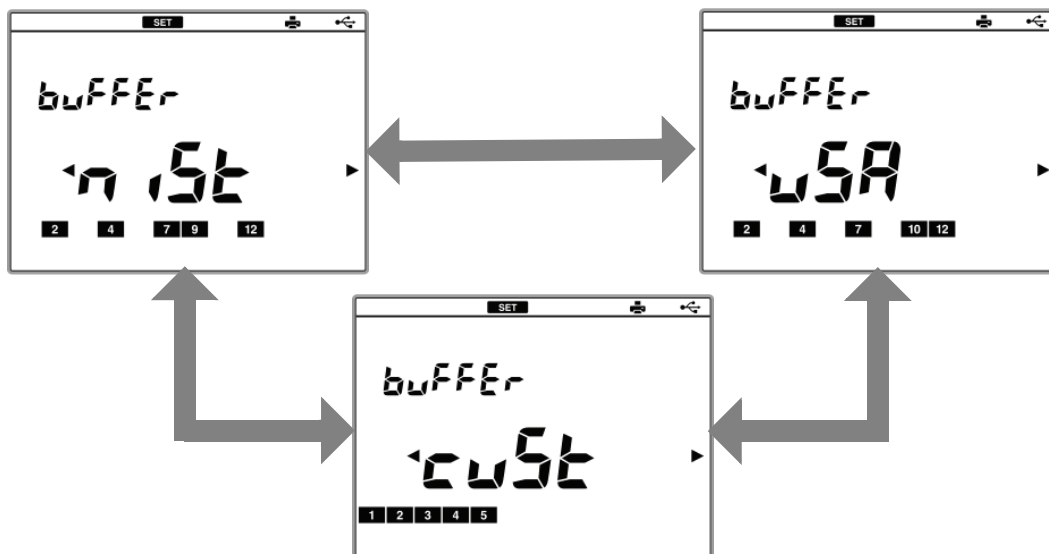 SET
buFFEr
niSt
2 4 7 9 12
SET
buFFEr
uSA
2 4 7 10 12
SET
buFFEr
cuSt
1 2 3 4 5